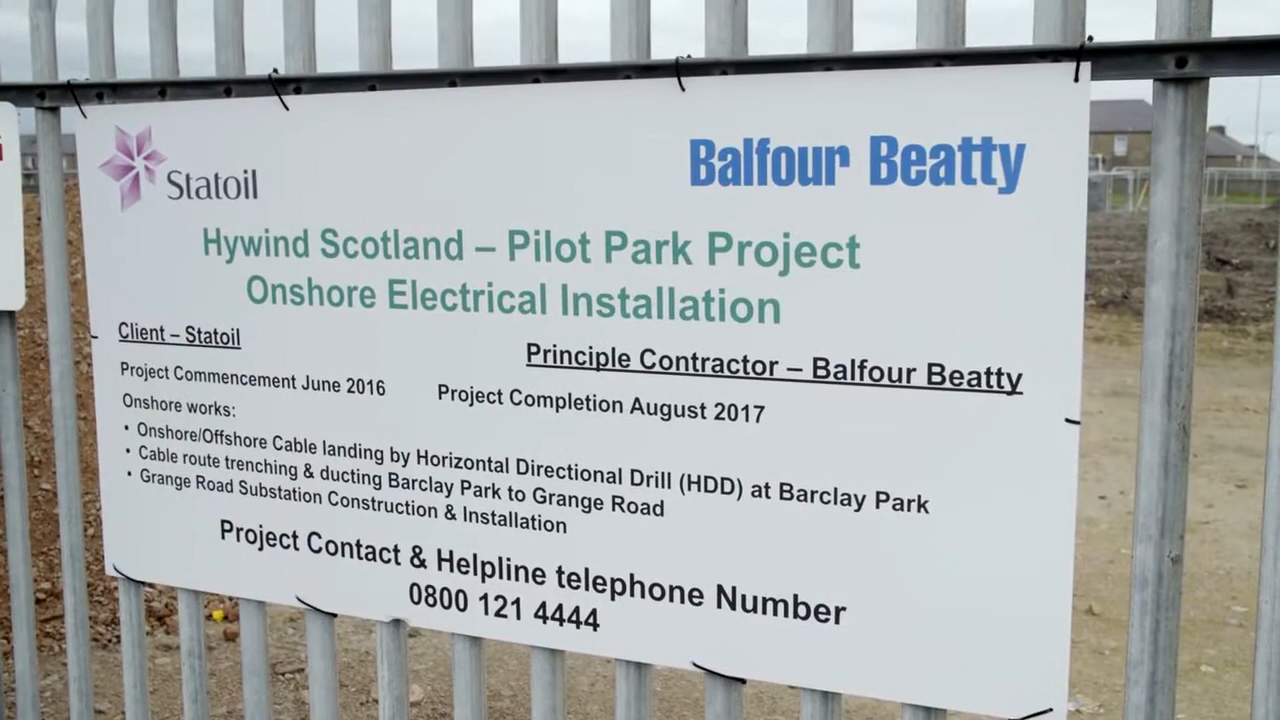 Statoil
Balfour Beatty
Hywind Scotland – Pilot Park Project
Onshore Electrical Installation
Client – Statoil
Principle Contractor – Balfour Beatty
Project Commencement June 2016
Project Completion August 2017
Onshore works:
• Onshore/Offshore Cable landing by Horizontal Directional Drill (HDD) at Barclay Park
• Cable route trenching & ducting Barclay Park to Grange Road
• Grange Road Substation Construction & Installation
Project Contact & Helpline telephone Number
0800 121 4444